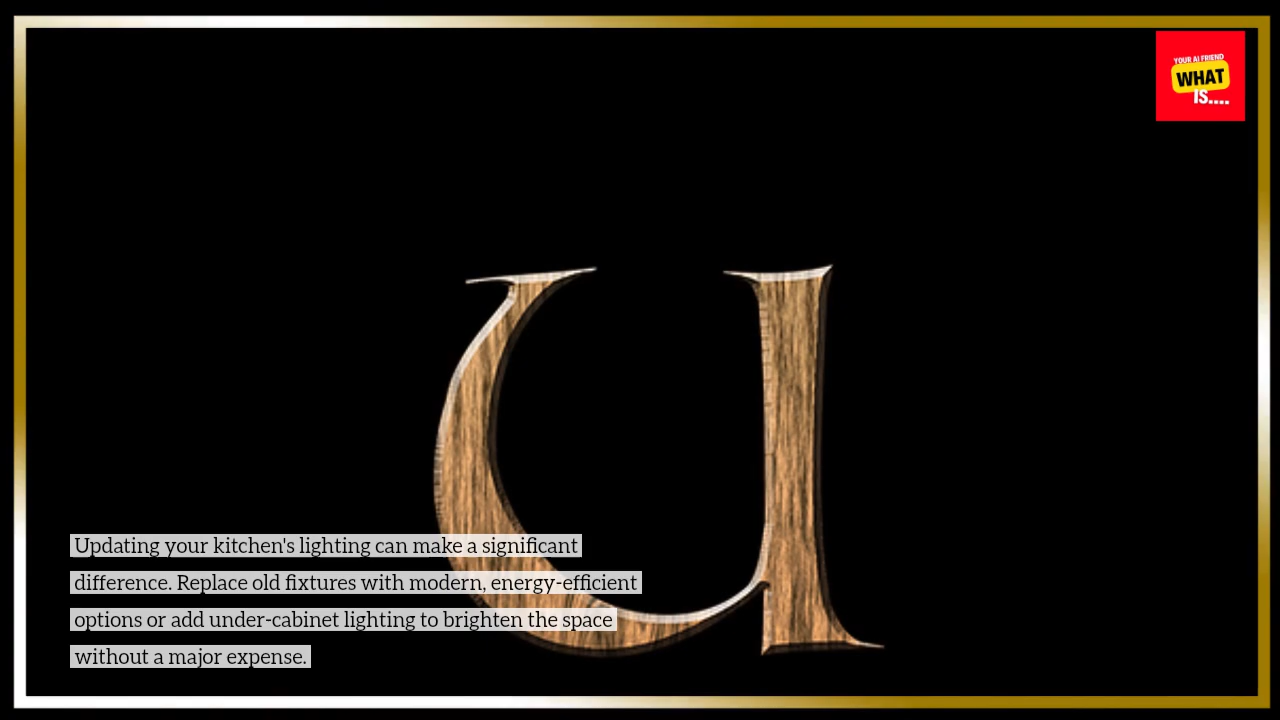 YOUR AI FRIEND
WHAT
IS....
u
Updating your kitchen's lighting can make a significant
difference. Replace old fixtures with modern, energy-efficient
options or add under-cabinet lighting to brighten the space
without a major expense.